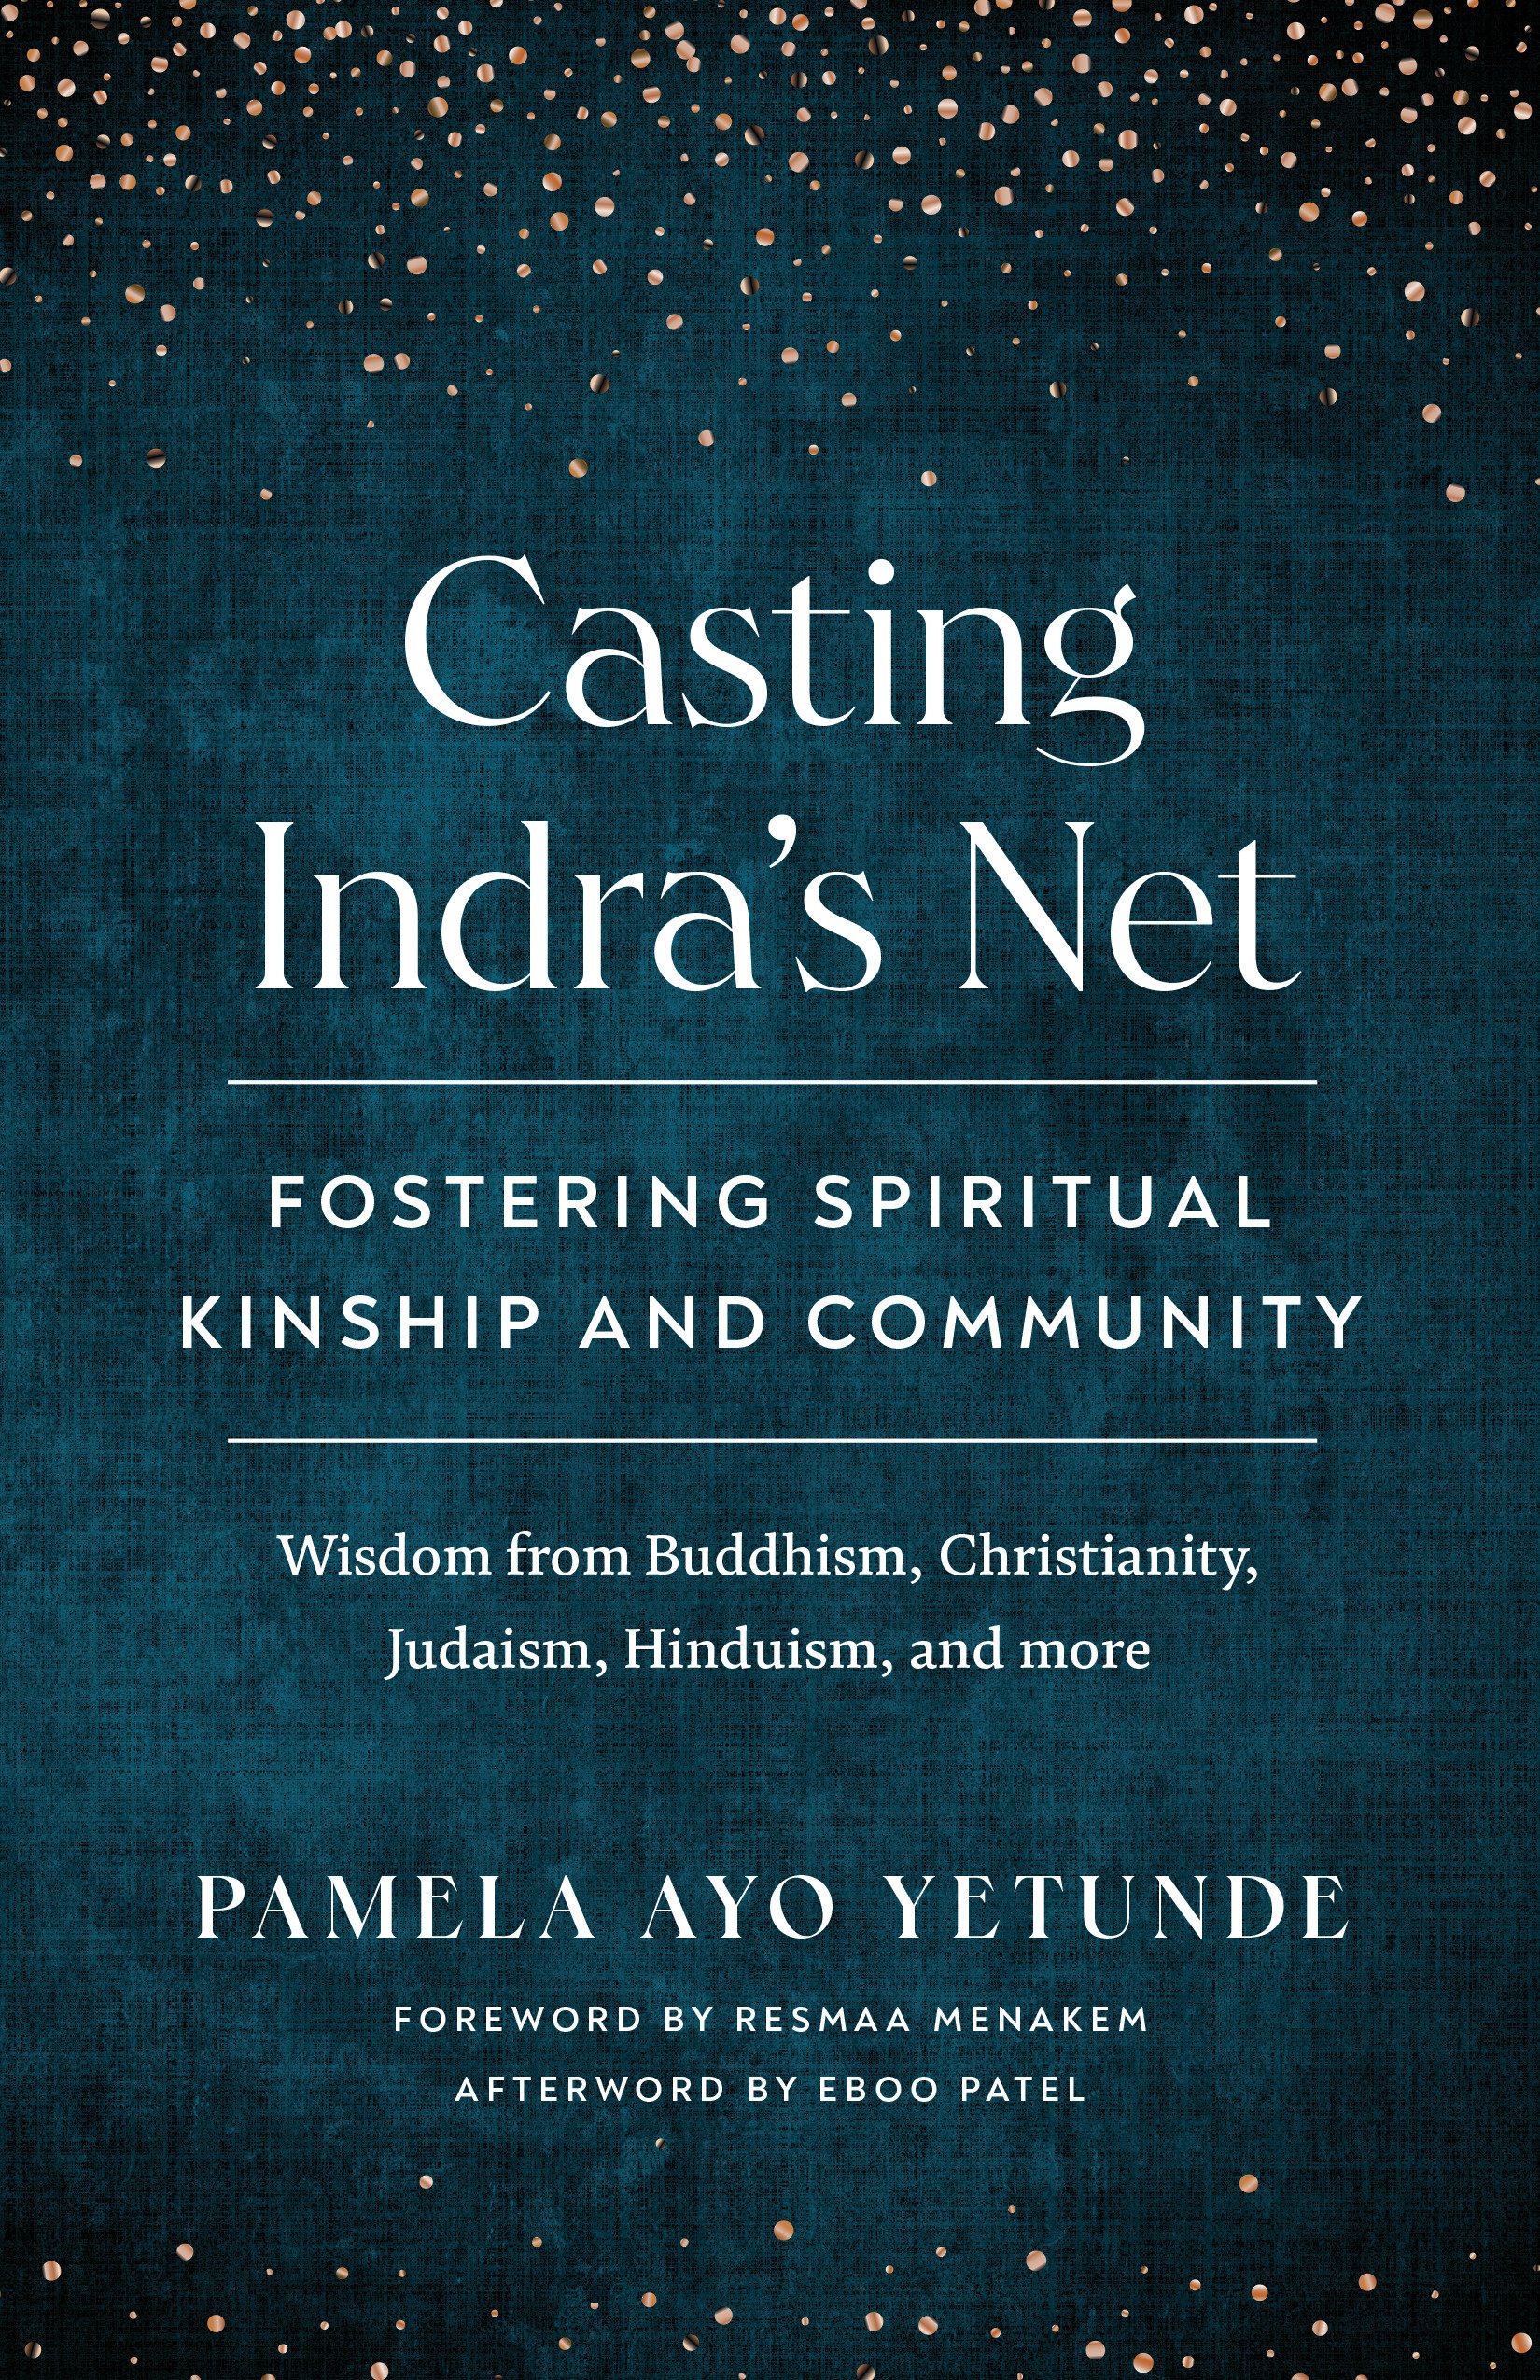 Casting
Indra’s Net
FOSTERING SPIRITUAL
KINSHIP AND COMMUNITY
Wisdom from Buddhism, Christianity,
Judaism, Hinduism, and more
PAMELA AYO YETUNDE
FOREWORD BY RESMAA MENAKEM
AFTERWORD BY EBOO PATEL